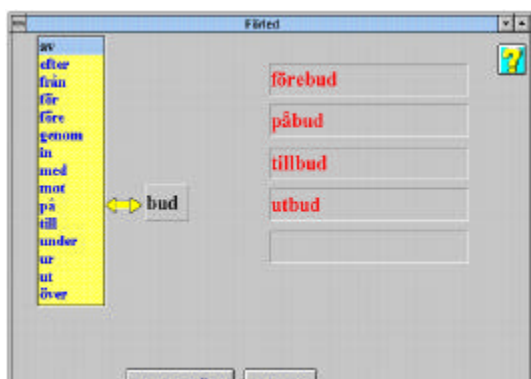 Förled
av
efter
från
för
före
genom
in
med
mot
på
till
under
ur
ut
över
bud
förebud
påbud
tillbud
utbud